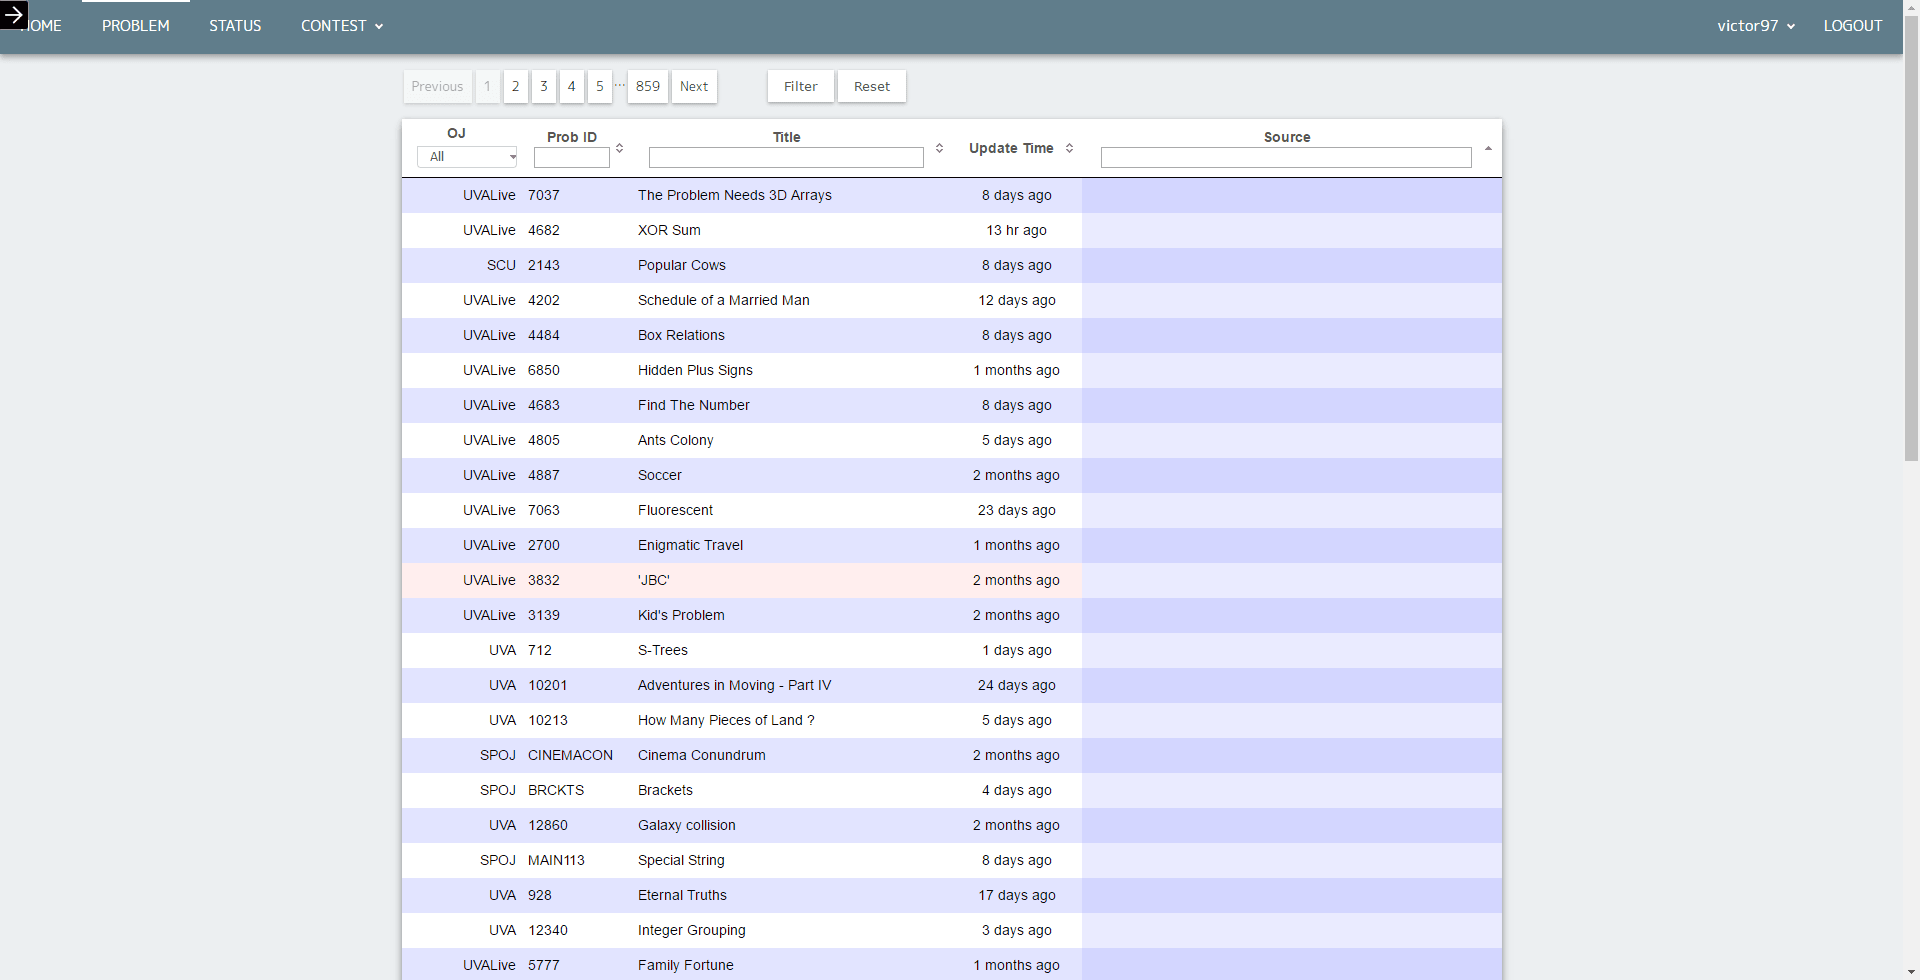 HOME PROBLEM STATUS CONTEST victor97 LOGOUT
Previous 1 2 3 4 5 ... 859 Next Filter Reset
OJ Prob ID Title Update Time Source
All
UVALive 7037 The Problem Needs 3D Arrays 8 days ago
UVALive 4682 XOR Sum 13 hr ago
SCU 2143 Popular Cows 8 days ago
UVALive 4202 Schedule of a Married Man 12 days ago
UVALive 4484 Box Relations 8 days ago
UVALive 6850 Hidden Plus Signs 1 months ago
UVALive 4683 Find The Number 8 days ago
UVALive 4805 Ants Colony 5 days ago
UVALive 4887 Soccer 2 months ago
UVALive 7063 Fluorescent 23 days ago
UVALive 2700 Enigmatic Travel 1 months ago
UVALive 3832 'JBC' 2 months ago
UVALive 3139 Kid's Problem 2 months ago
UVA 712 S-Trees 1 days ago
UVA 10201 Adventures in Moving - Part IV 24 days ago
UVA 10213 How Many Pieces of Land ? 5 days ago
SPOJ CINEMACON Cinema Conundrum 2 months ago
SPOJ BRCKTS Brackets 4 days ago
UVA 12860 Galaxy collision 2 months ago
SPOJ MAIN113 Special String 8 days ago
UVA 928 Eternal Truths 17 days ago
UVA 12340 Integer Grouping 3 days ago
UVALive 5777 Family Fortune 1 months ago